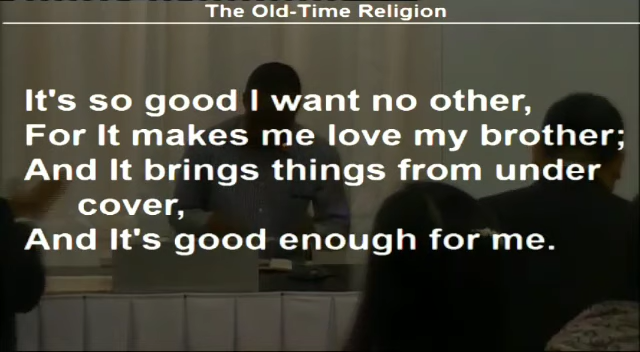 The Old-Time Religion
It's so good I want no other,
For It makes me love my brother;
And It brings things from under
cover,
And It's good enough for me.